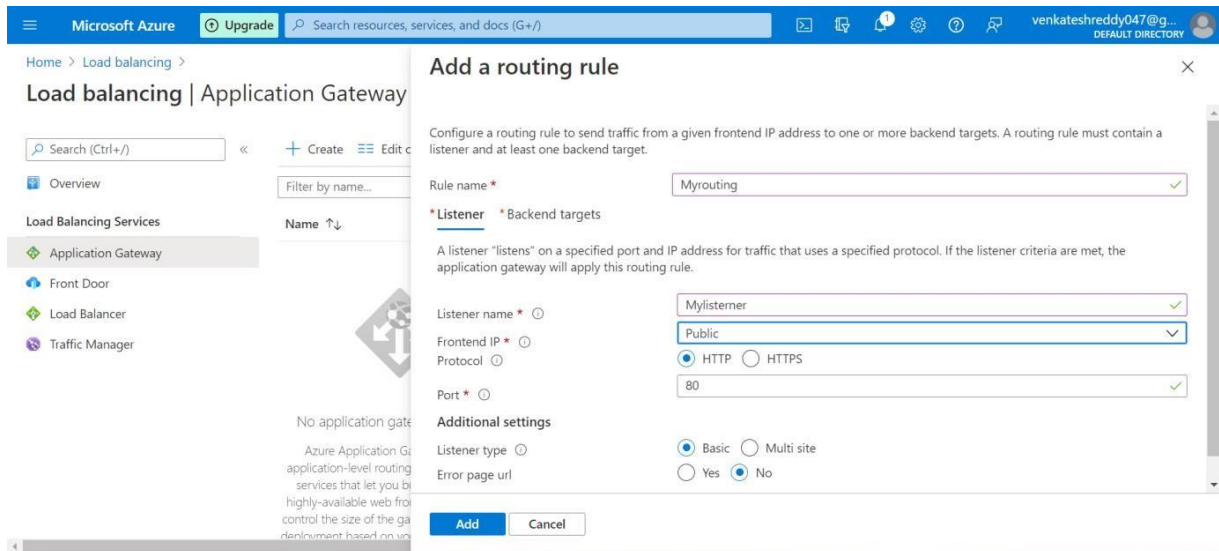 Microsoft Azure
Upgrade
Search resources, services, and docs (G+/)
1
venkateshreddy047@g...
DEFAULT DIRECTORY
Home > Load balancing >
Load balancing | Application Gateway
Search (Ctrl+/)
«
Overview
Load Balancing Services
Application Gateway
Front Door
Load Balancer
Traffic Manager
+ Create
Edit c
Filter by name...
Name ↑↓
No application gate
Azure Application Ga
application-level routing
services that let you b
highly-available web fro
control the size of the ga
deployment based on yo
Add a routing rule
Configure a routing rule to send traffic from a given frontend IP address to one or more backend targets. A routing rule must contain a
listener and at least one backend target.
Rule name *
Myrouting
* Listener * Backend targets
A listener "listens" on a specified port and IP address for traffic that uses a specified protocol. If the listener criteria are met, the
application gateway will apply this routing rule.
Listener name *
Mylisterner
Frontend IP *
Public
Protocol
HTTP HTTPS
Port *
80
Additional settings
Listener type
Basic Multi site
Error page url
Yes No
Add Cancel